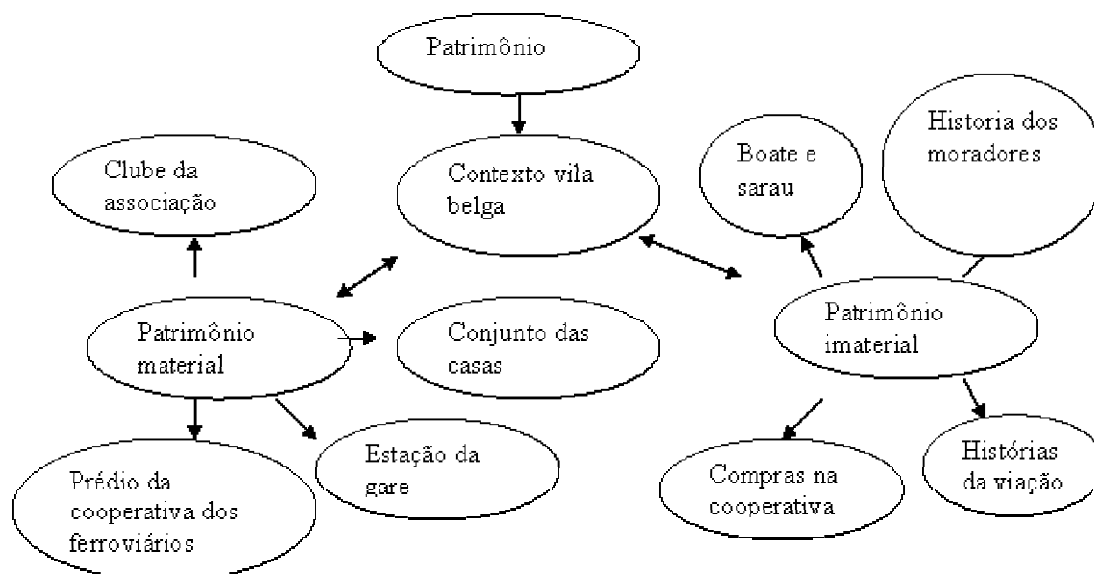 Patrimônio
Clube da
associação
Contexto vila
belga
Boate e
sarau
Historia dos
moradores
Patrimônio
material
Conjunto das
casas
Patrimônio
imaterial
Prédio da
cooperativa dos
ferroviários
Estação da
gare
Compras na
cooperativa
Histórias
da viação